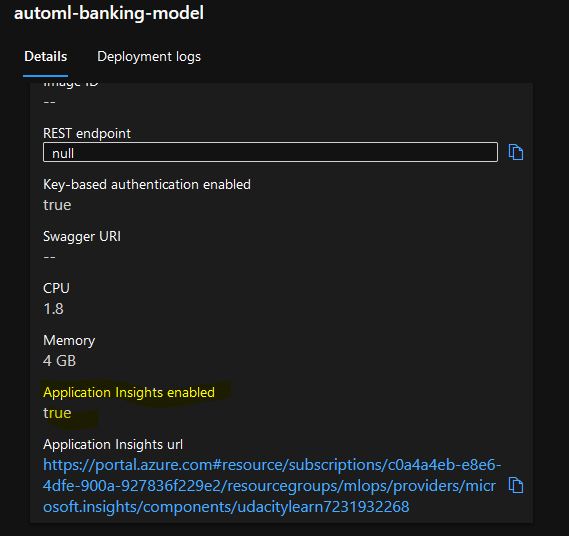 automl-banking-model
Details Deployment logs
Image ID
--
REST endpoint
null
Key-based authentication enabled
true
Swagger URI
--
CPU
1.8
Memory
4 GB
Application Insights enabled
true
Application Insights url
https://portal.azure.com#resource/subscriptions/c0a4a4eb-e8e6-
4dfe-900a-927836f229e2/resourcegroups/mlops/providers/micr
osoft.insights/components/udacitylearn7231932268